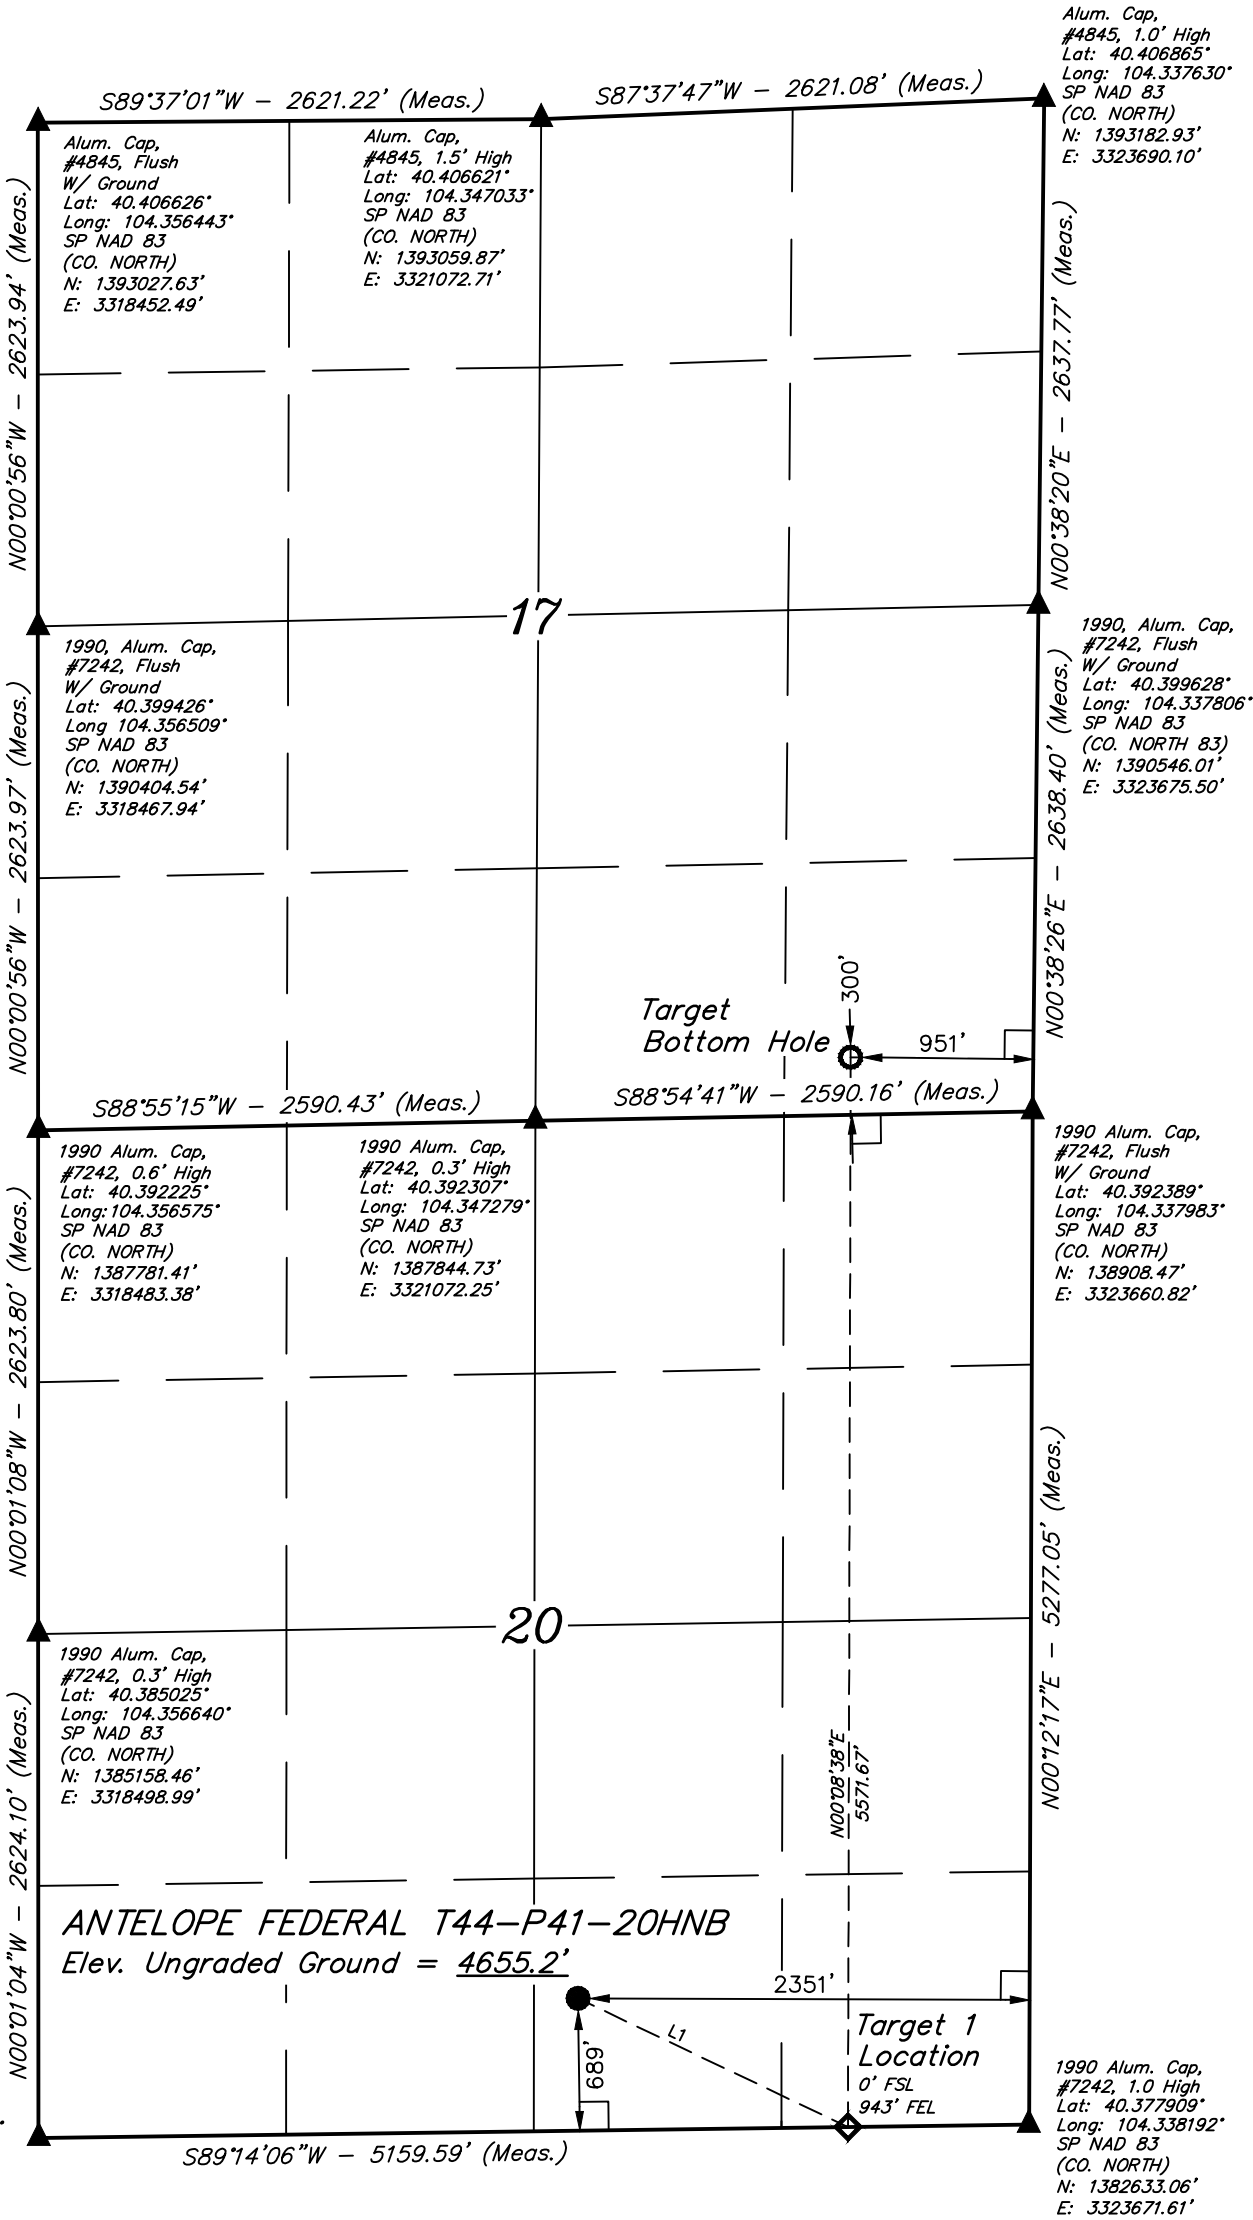 Alum. Cap,
#4845, 1.0' High
Lat: 40.406865°
Long: 104.337630°
SP NAD 83
(CO. NORTH)
N: 1393182.93'
E: 3323690.10'
S89°37'01"W - 2621.22' (Meas.)
S87°37'47"W - 2621.08' (Meas.)
Alum. Cap,
#4845, Flush
W/ Ground
Lat: 40.406626°
Long: 104.356443°
SP NAD 83
(CO. NORTH)
N: 1393027.63'
E: 3318452.49'
Alum. Cap,
#4845, 1.5' High
Lat: 40.406621°
Long: 104.347033°
SP NAD 83
(CO. NORTH)
N: 1393059.87'
E: 3321072.71'
N00°00'56"W - 2623.94' (Meas.)
N00°38'20"E - 2637.77' (Meas.)
17
1990, Alum. Cap,
#7242, Flush
W/ Ground
Lat: 40.399426°
Long 104.356509°
SP NAD 83
(CO. NORTH)
N: 1390404.54'
E: 3318467.94'
1990, Alum. Cap,
#7242, Flush
W/ Ground
Lat: 40.399628°
Long: 104.337806°
SP NAD 83
(CO. NORTH 83)
N: 1390546.01'
E: 3323675.50'
N00°00'56"W - 2623.97' (Meas.)
N00°38'26"E - 2638.40' (Meas.)
300'
Target
Bottom Hole
951'
S88°55'15"W - 2590.43' (Meas.)
S88°54'41"W - 2590.16' (Meas.)
1990 Alum. Cap,
#7242, 0.6' High
Lat: 40.392225°
Long: 104.356575°
SP NAD 83
(CO. NORTH)
N: 1387781.41'
E: 3318483.38'
1990 Alum. Cap,
#7242, 0.3' High
Lat: 40.392307°
Long: 104.347279°
SP NAD 83
(CO. NORTH)
N: 1387844.73'
E: 3321072.25'
1990 Alum. Cap,
#7242, Flush
W/ Ground
Lat: 40.392389°
Long: 104.337983°
SP NAD 83
(CO. NORTH)
N: 138908.47'
E: 3323660.82'
N00°01'08"W - 2623.80' (Meas.)
N00°12'17"E - 5277.05' (Meas.)
20
1990 Alum. Cap,
#7242, 0.3' High
Lat: 40.385025°
Long: 104.356640°
SP NAD 83
(CO. NORTH)
N: 1385158.46'
E: 3318498.99'
N00°01'04"W - 2624.10' (Meas.)
N00°08'38"E
5571.67'
ANTELOPE FEDERAL T44-P41-20HNB
Elev. Ungraded Ground = 4655.2'
2351'
L1
689'
Target 1
Location
0' FSL
943' FEL
S89°14'06"W - 5159.59' (Meas.)
1990 Alum. Cap,
#7242, 1.0 High
Lat: 40.377909°
Long: 104.338192°
SP NAD 83
(CO. NORTH)
N: 1382633.06'
E: 3323671.61'